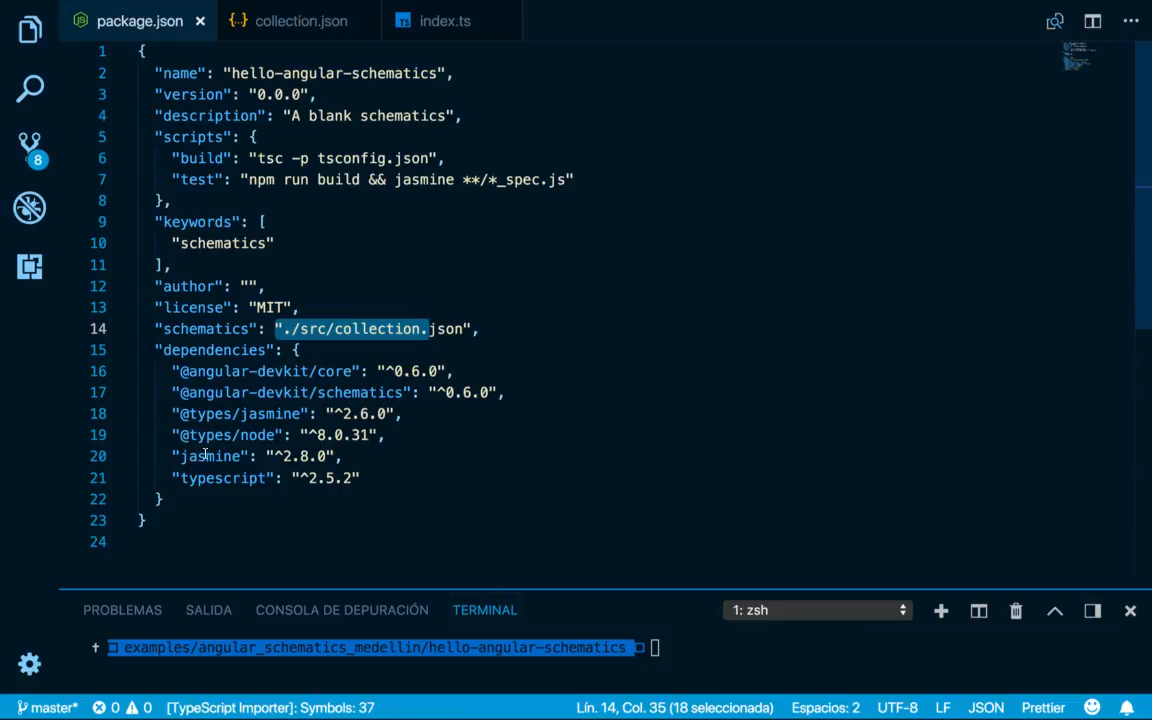 package.json × {..} collection.json TS index.ts
1 {
2 "name": "hello-angular-schematics",
3 "version": "0.0.0",
4 "description": "A blank schematics",
5 "scripts": {
6 "build": "tsc -p tsconfig.json",
7 "test": "npm run build && jasmine **/*_spec.js"
8 },
9 "keywords": [
10 "schematics"
11 ],
12 "author": "",
13 "license": "MIT",
14 "schematics": "./src/collection.json",
15 "dependencies": {
16 "@angular-devkit/core": "^0.6.0",
17 "@angular-devkit/schematics": "^0.6.0",
18 "@types/jasmine": "^2.6.0",
19 "@types/node": "^8.0.31",
20 "jasmine": "^2.8.0",
21 "typescript": "^2.5.2"
22 }
23 }
24
8
PROBLEMAS SALIDA CONSOLA DE DEPURACIÓN TERMINAL 1: zsh
examples/angular_schematics_medellin/hello-angular-schematics
master* 0 0 [TypeScript Importer]: Symbols: 37 Lín. 14, Col. 35 (18 seleccionada) Espacios: 2 UTF-8 LF JSON Prettier